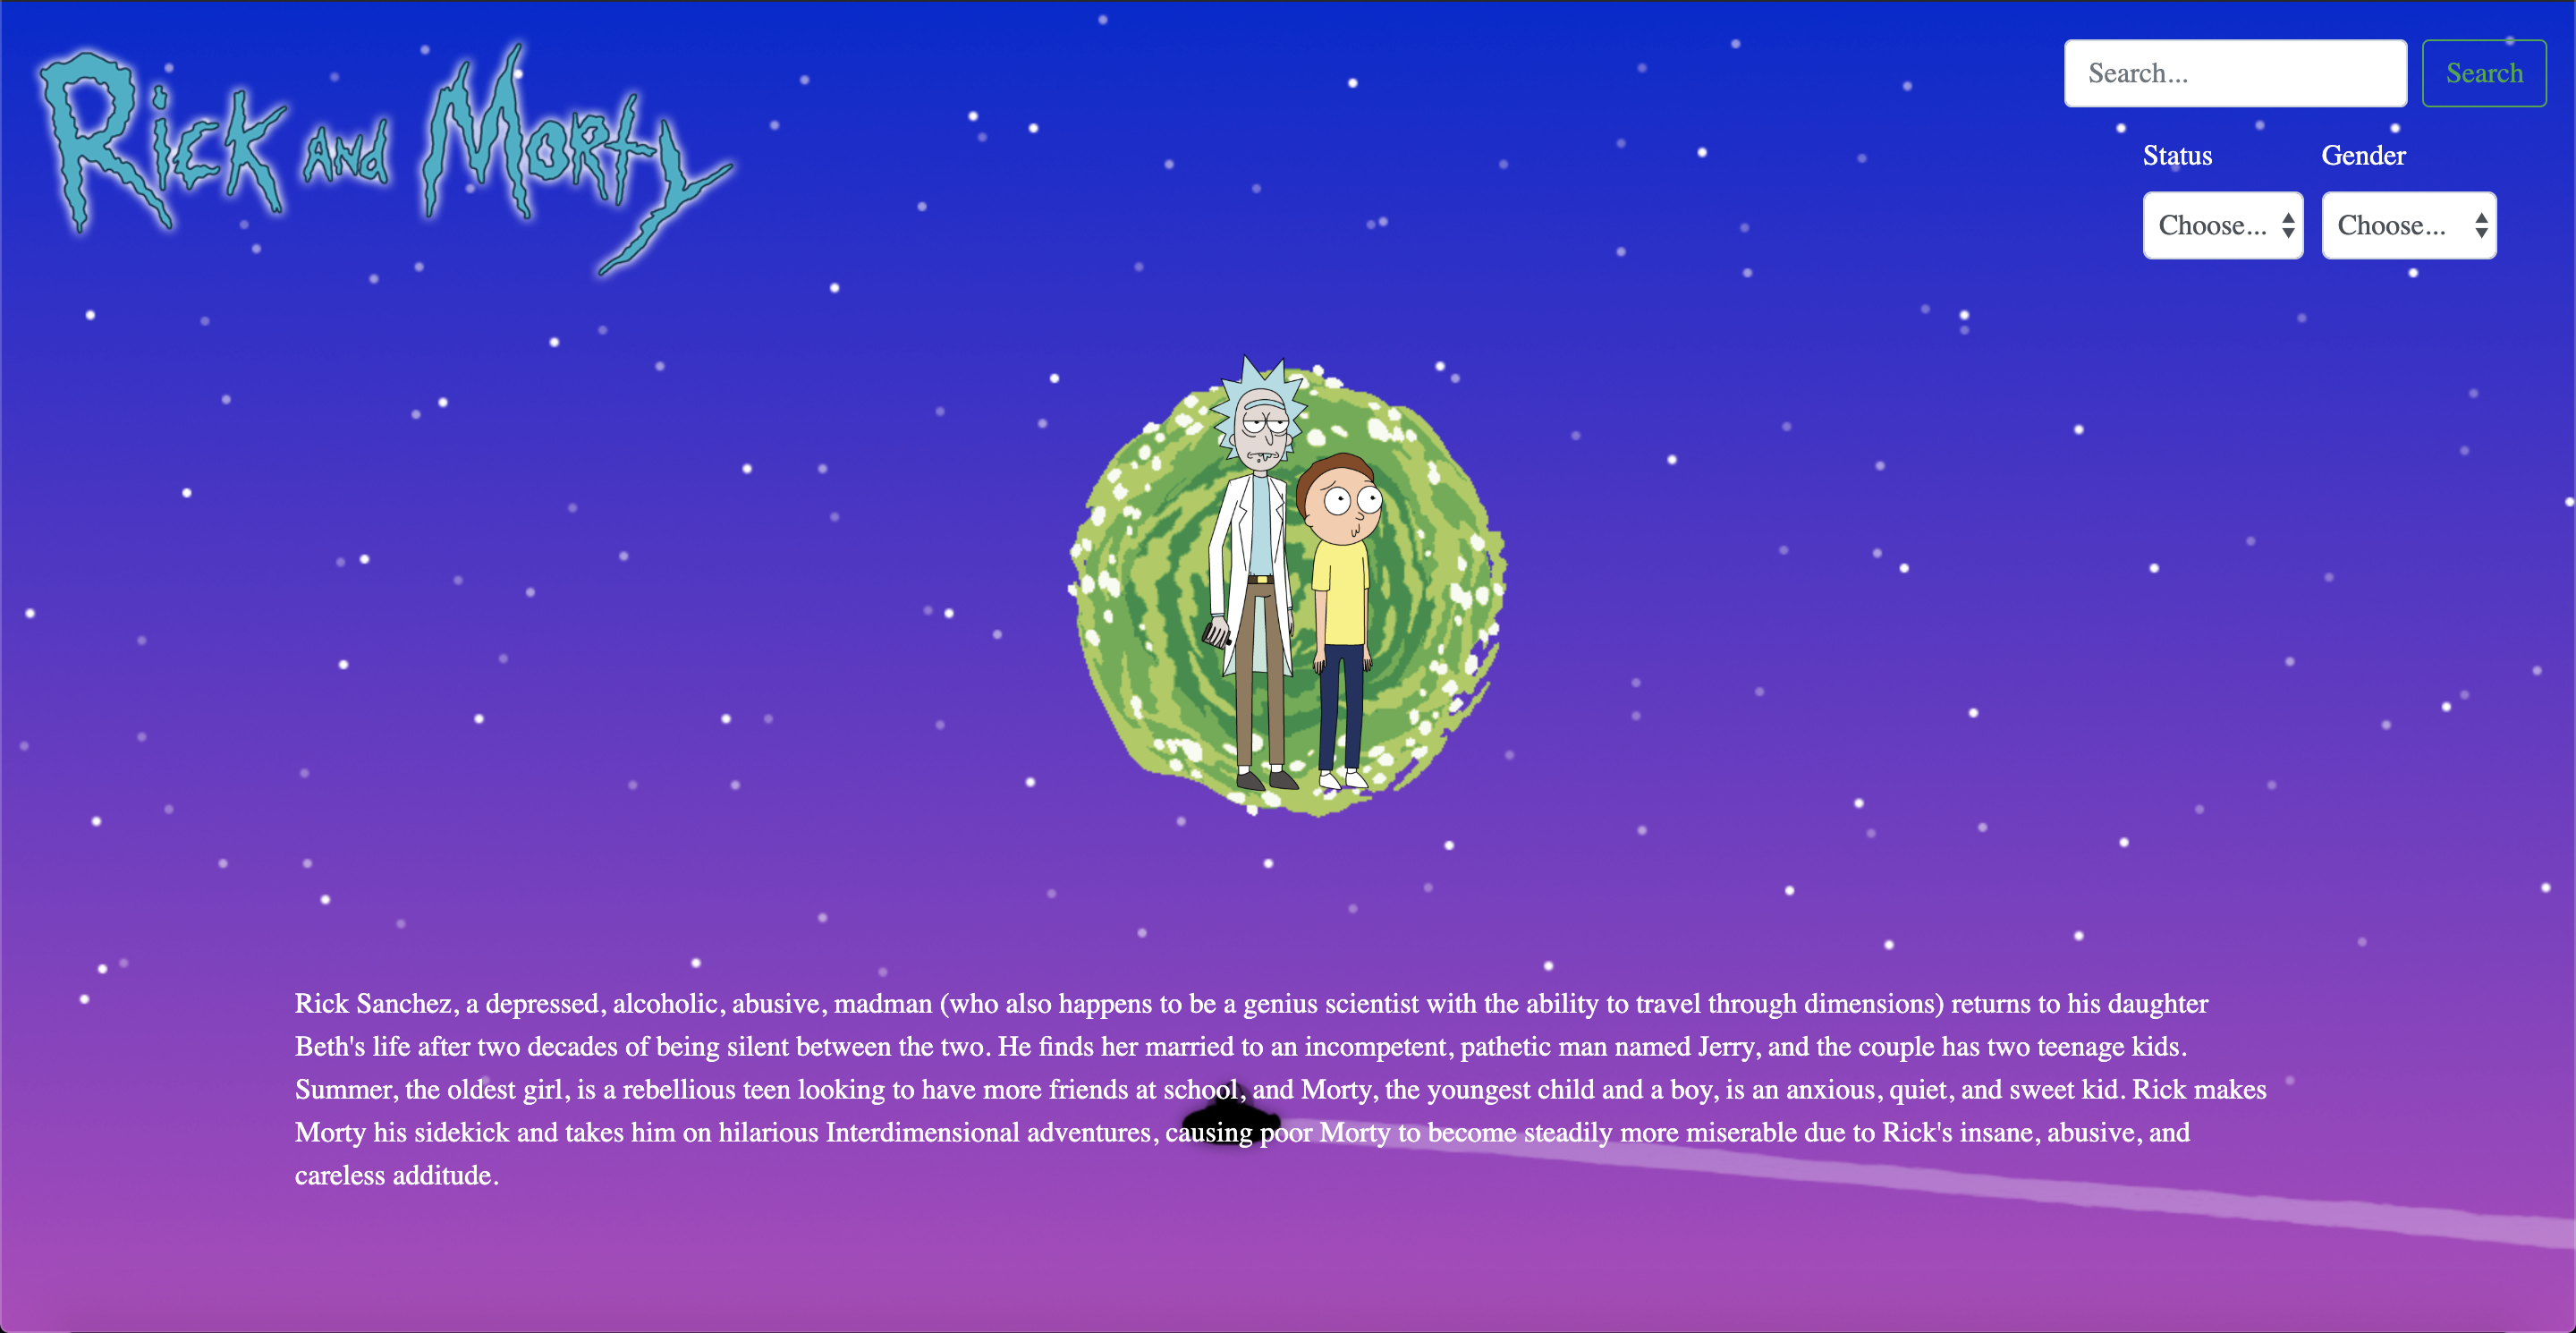 Rick and Morty
Search...
Search
Status
Gender
Choose...
Choose...
Rick Sanchez, a depressed, alcoholic, abusive, madman (who also happens to be a genius scientist with the ability to travel through dimensions) returns to his daughter
Beth's life after two decades of being silent between the two. He finds her married to an incompetent, pathetic man named Jerry, and the couple has two teenage kids.
Summer, the oldest girl, is a rebellious teen looking to have more friends at school, and Morty, the youngest child and a boy, is an anxious, quiet, and sweet kid. Rick makes
Morty his sidekick and takes him on hilarious Interdimensional adventures, causing poor Morty to become steadily more miserable due to Rick's insane, abusive, and
careless additude.